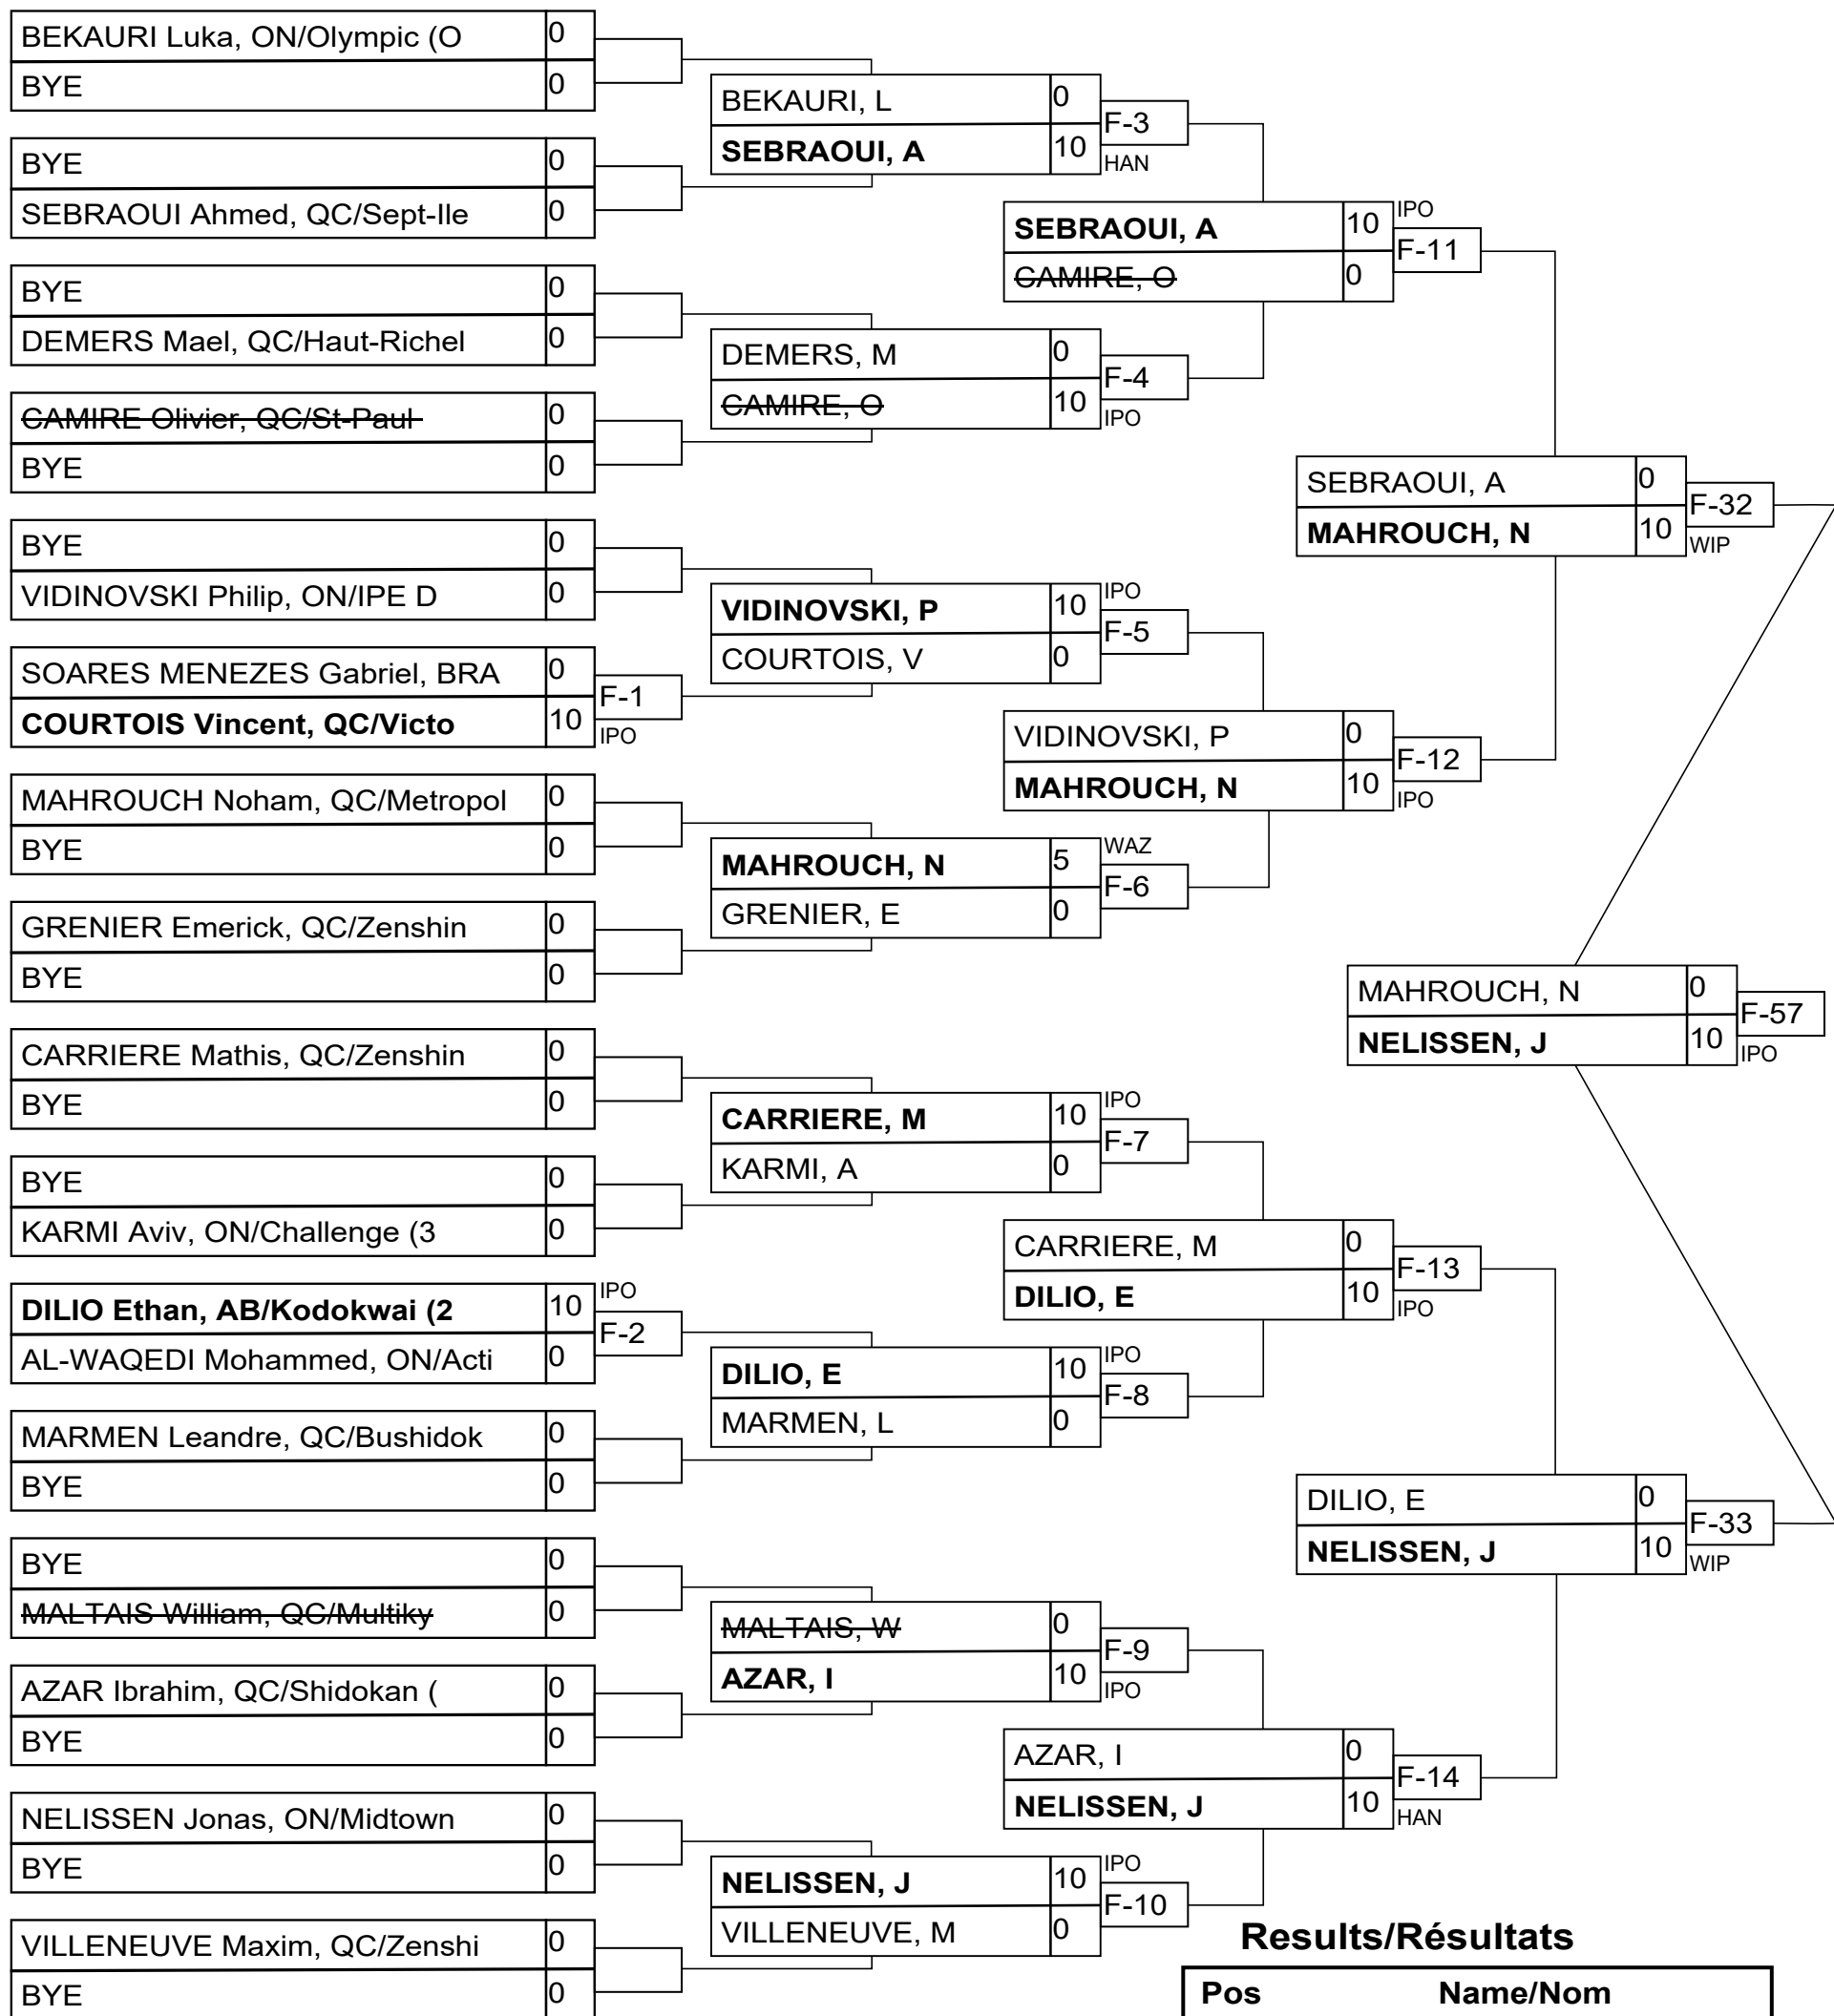 BEKAURI Luka, ON/Olympic (O 0
BYE 0
BYE 0
SEBRAOUI Ahmed, QC/Sept-Ile 0
BYE 0
DEMERS Mael, QC/Haut-Richel 0
CAMIRE Olivier, QC/St-Paul 0
BYE 0
BYE 0
VIDINOVSKI Philip, ON/IPE D 0
SOARES MENEZES Gabriel, BRA 0
F-1
COURTOIS Vincent, QC/Victo 10
IPO
MAHROUCH Noham, QC/Metropol 0
BYE 0
GRENIER Emerick, QC/Zenshin 0
BYE 0
CARRIERE Mathis, QC/Zenshin 0
BYE 0
BYE 0
KARMI Aviv, ON/Challenge (3 0
DILIO Ethan, AB/Kodokwai (2 10
IPO
F-2
AL-WAQEDI Mohammed, ON/Acti 0
MARMEN Leandre, QC/Bushidok 0
BYE 0
BYE 0
MALTAIS William, QC/Multiky 0
AZAR Ibrahim, QC/Shidokan ( 0
BYE 0
NELISSEN Jonas, ON/Midtown 0
BYE 0
VILLENEUVE Maxim, QC/Zenshi 0
BYE 0
BEKAURI, L 0
F-3
SEBRAOUI, A 10
HAN
DEMERS, M 0
F-4
CAMIRE, O 10
IPO
VIDINOVSKI, P 10
IPO
F-5
COURTOIS, V 0
MAHROUCH, N 5
WAZ
F-6
GRENIER, E 0
CARRIERE, M 10
IPO
F-7
KARMI, A 0
DILIO, E 10
IPO
F-8
MARMEN, L 0
MALTAIS, W 0
F-9
AZAR, I 10
IPO
NELISSEN, J 10
IPO
F-10
VILLENEUVE, M 0
SEBRAOUI, A 10
IPO
F-11
CAMIRE, O 0
VIDINOVSKI, P 0
F-12
MAHROUCH, N 10
IPO
CARRIERE, M 0
F-13
DILIO, E 10
IPO
AZAR, I 0
F-14
NELISSEN, J 10
HAN
SEBRAOUI, A 0
F-32
MAHROUCH, N 10
WIP
DILIO, E 0
F-33
NELISSEN, J 10
WIP
MAHROUCH, N 0
F-57
NELISSEN, J 10
IPO
Results/Résultats
Pos Name/Nom